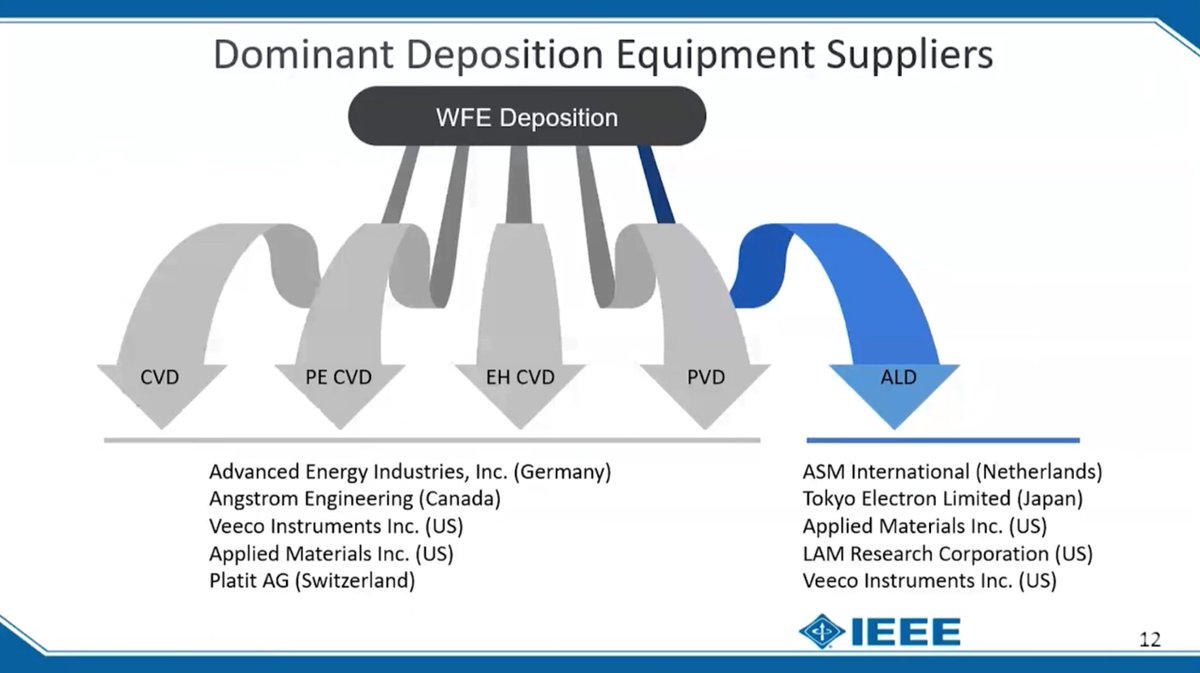 Dominant Deposition Equipment Suppliers
WFE Deposition
CVD
PE CVD
EH CVD
PVD
ALD
Advanced Energy Industries, Inc. (Germany)
Angstrom Engineering (Canada)
Veeco Instruments Inc. (US)
Applied Materials Inc. (US)
Platit AG (Switzerland)
ASM International (Netherlands)
Tokyo Electron Limited (Japan)
Applied Materials Inc. (US)
LAM Research Corporation (US)
Veeco Instruments Inc. (US)
IEEE
12